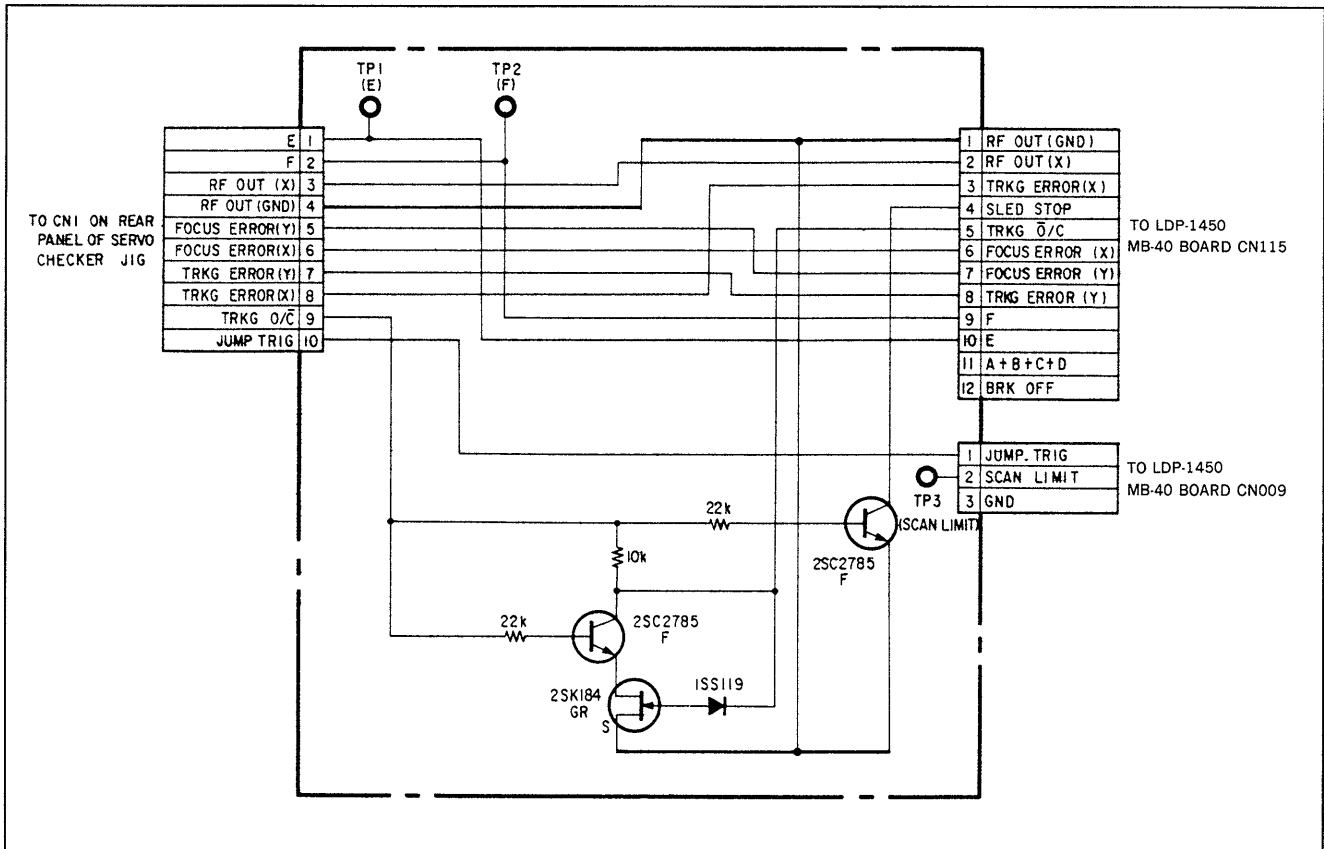 TP1
(E)
TP2
(F)
TO CN1 ON REAR
PANEL OF SERVO
CHECKER JIG
E 1
F 2
RF OUT (X) 3
RF OUT (GND) 4
FOCUS ERROR(Y) 5
FOCUS ERROR(X) 6
TRKG ERROR(Y) 7
TRKG ERROR(X) 8
TRKG O/C̅ 9
JUMP TRIG 10
1 RF OUT (GND)
2 RF OUT (X)
3 TRKG ERROR(X)
4 SLED STOP
5 TRKG O̅/C
6 FOCUS ERROR (X)
7 FOCUS ERROR (Y)
8 TRKG ERROR (Y)
9 F
10 E
11 A+B+C+D
12 BRK OFF
TO LDP-1450
MB-40 BOARD CN115
1 JUMP. TRIG
2 SCAN LIMIT
3 GND
TO LDP-1450
MB-40 BOARD CN009
TP3
(SCAN LIMIT)
22k
2SC2785
F
10k
22k
2SC2785
F
2SK184
GR
S
1SS119